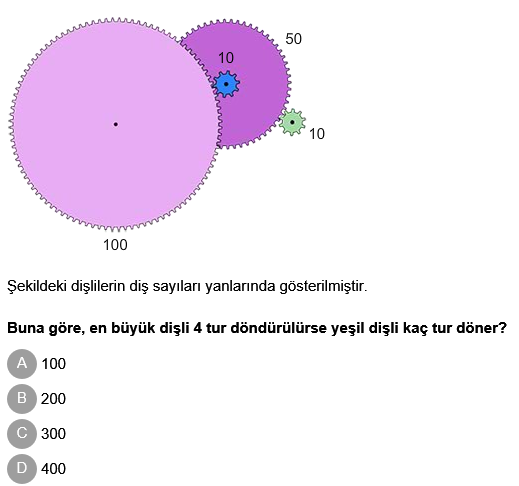 50
10
10
100
Şekildeki dişlilerin diş sayıları yanlarında gösterilmiştir.
Buna göre, en büyük dişli 4 tur döndürülürse yeşil dişli kaç tur döner?
A 100
B 200
C 300
D 400